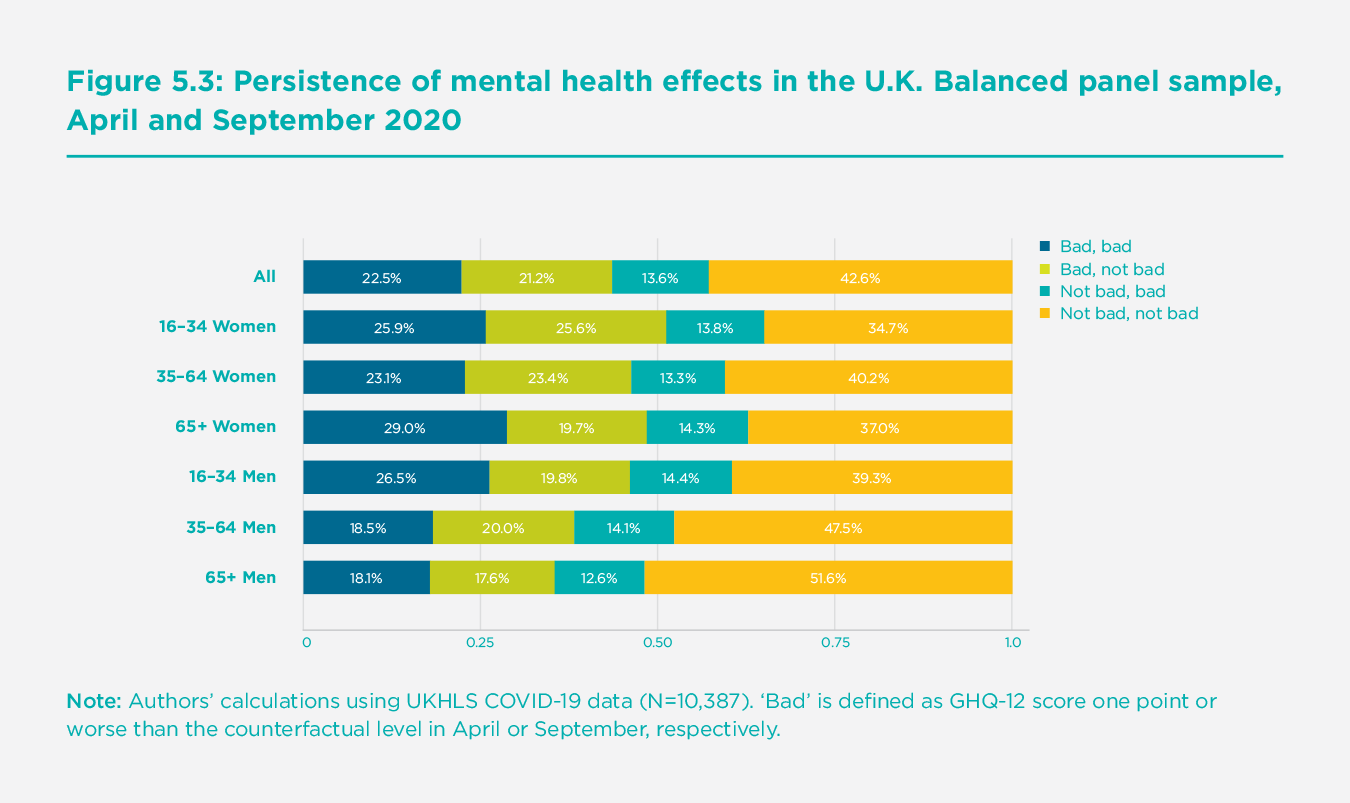 Figure 5.3: Persistence of mental health effects in the U.K. Balanced panel sample,
April and September 2020
Bad, bad
Bad, not bad
Not bad, bad
Not bad, not bad
All 22.5% 21.2% 13.6% 42.6%
16–34 Women 25.9% 25.6% 13.8% 34.7%
35–64 Women 23.1% 23.4% 13.3% 40.2%
65+ Women 29.0% 19.7% 14.3% 37.0%
16–34 Men 26.5% 19.8% 14.4% 39.3%
35–64 Men 18.5% 20.0% 14.1% 47.5%
65+ Men 18.1% 17.6% 12.6% 51.6%
0 0.25 0.50 0.75 1.0
Note: Authors’ calculations using UKHLS COVID-19 data (N=10,387). ‘Bad’ is defined as GHQ-12 score one point or
worse than the counterfactual level in April or September, respectively.